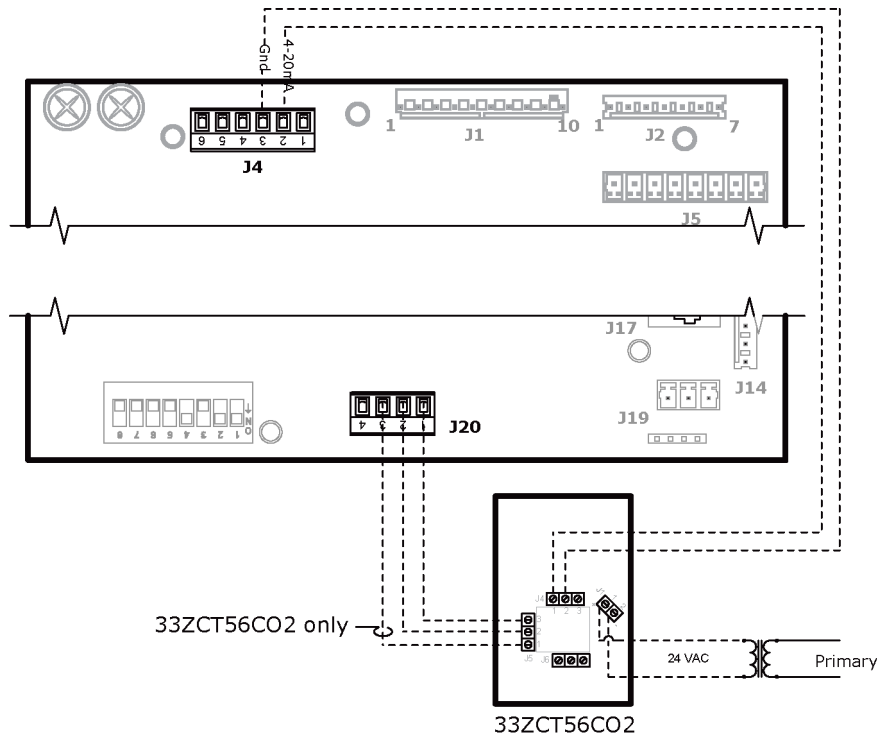 Gnd
4-20mA
6 5 4 3 2 1
J4
1 J1 10
1 J2 7
J5
J17
J14
J19
8 7 6 5 4 3 2 1
ON
4 3 2 1
J20
33ZCT56CO2 only
J4
1 2 3
3
2
1
J5
J6
24 VAC
Primary
33ZCT56CO2